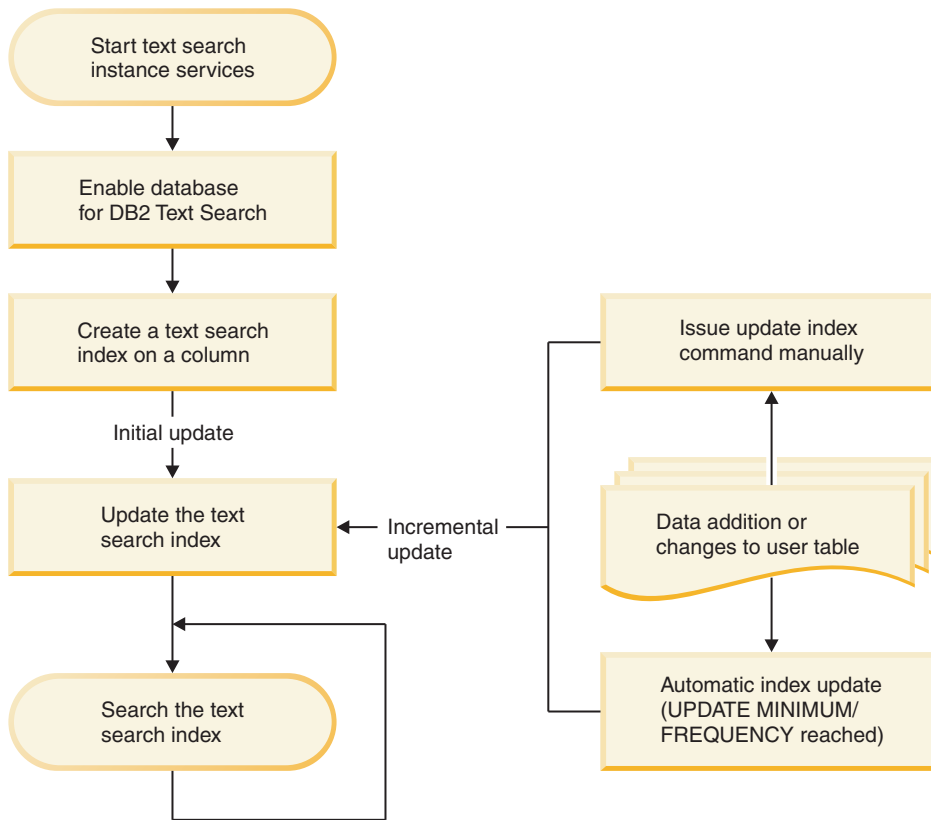 Start text search
instance services
Enable database
for DB2 Text Search
Create a text search
index on a column
Initial update
Update the text
search index
Search the text
search index
Incremental
update
Issue update index
command manually
Data addition or
changes to user table
Automatic index update
(UPDATE MINIMUM/
FREQUENCY reached)